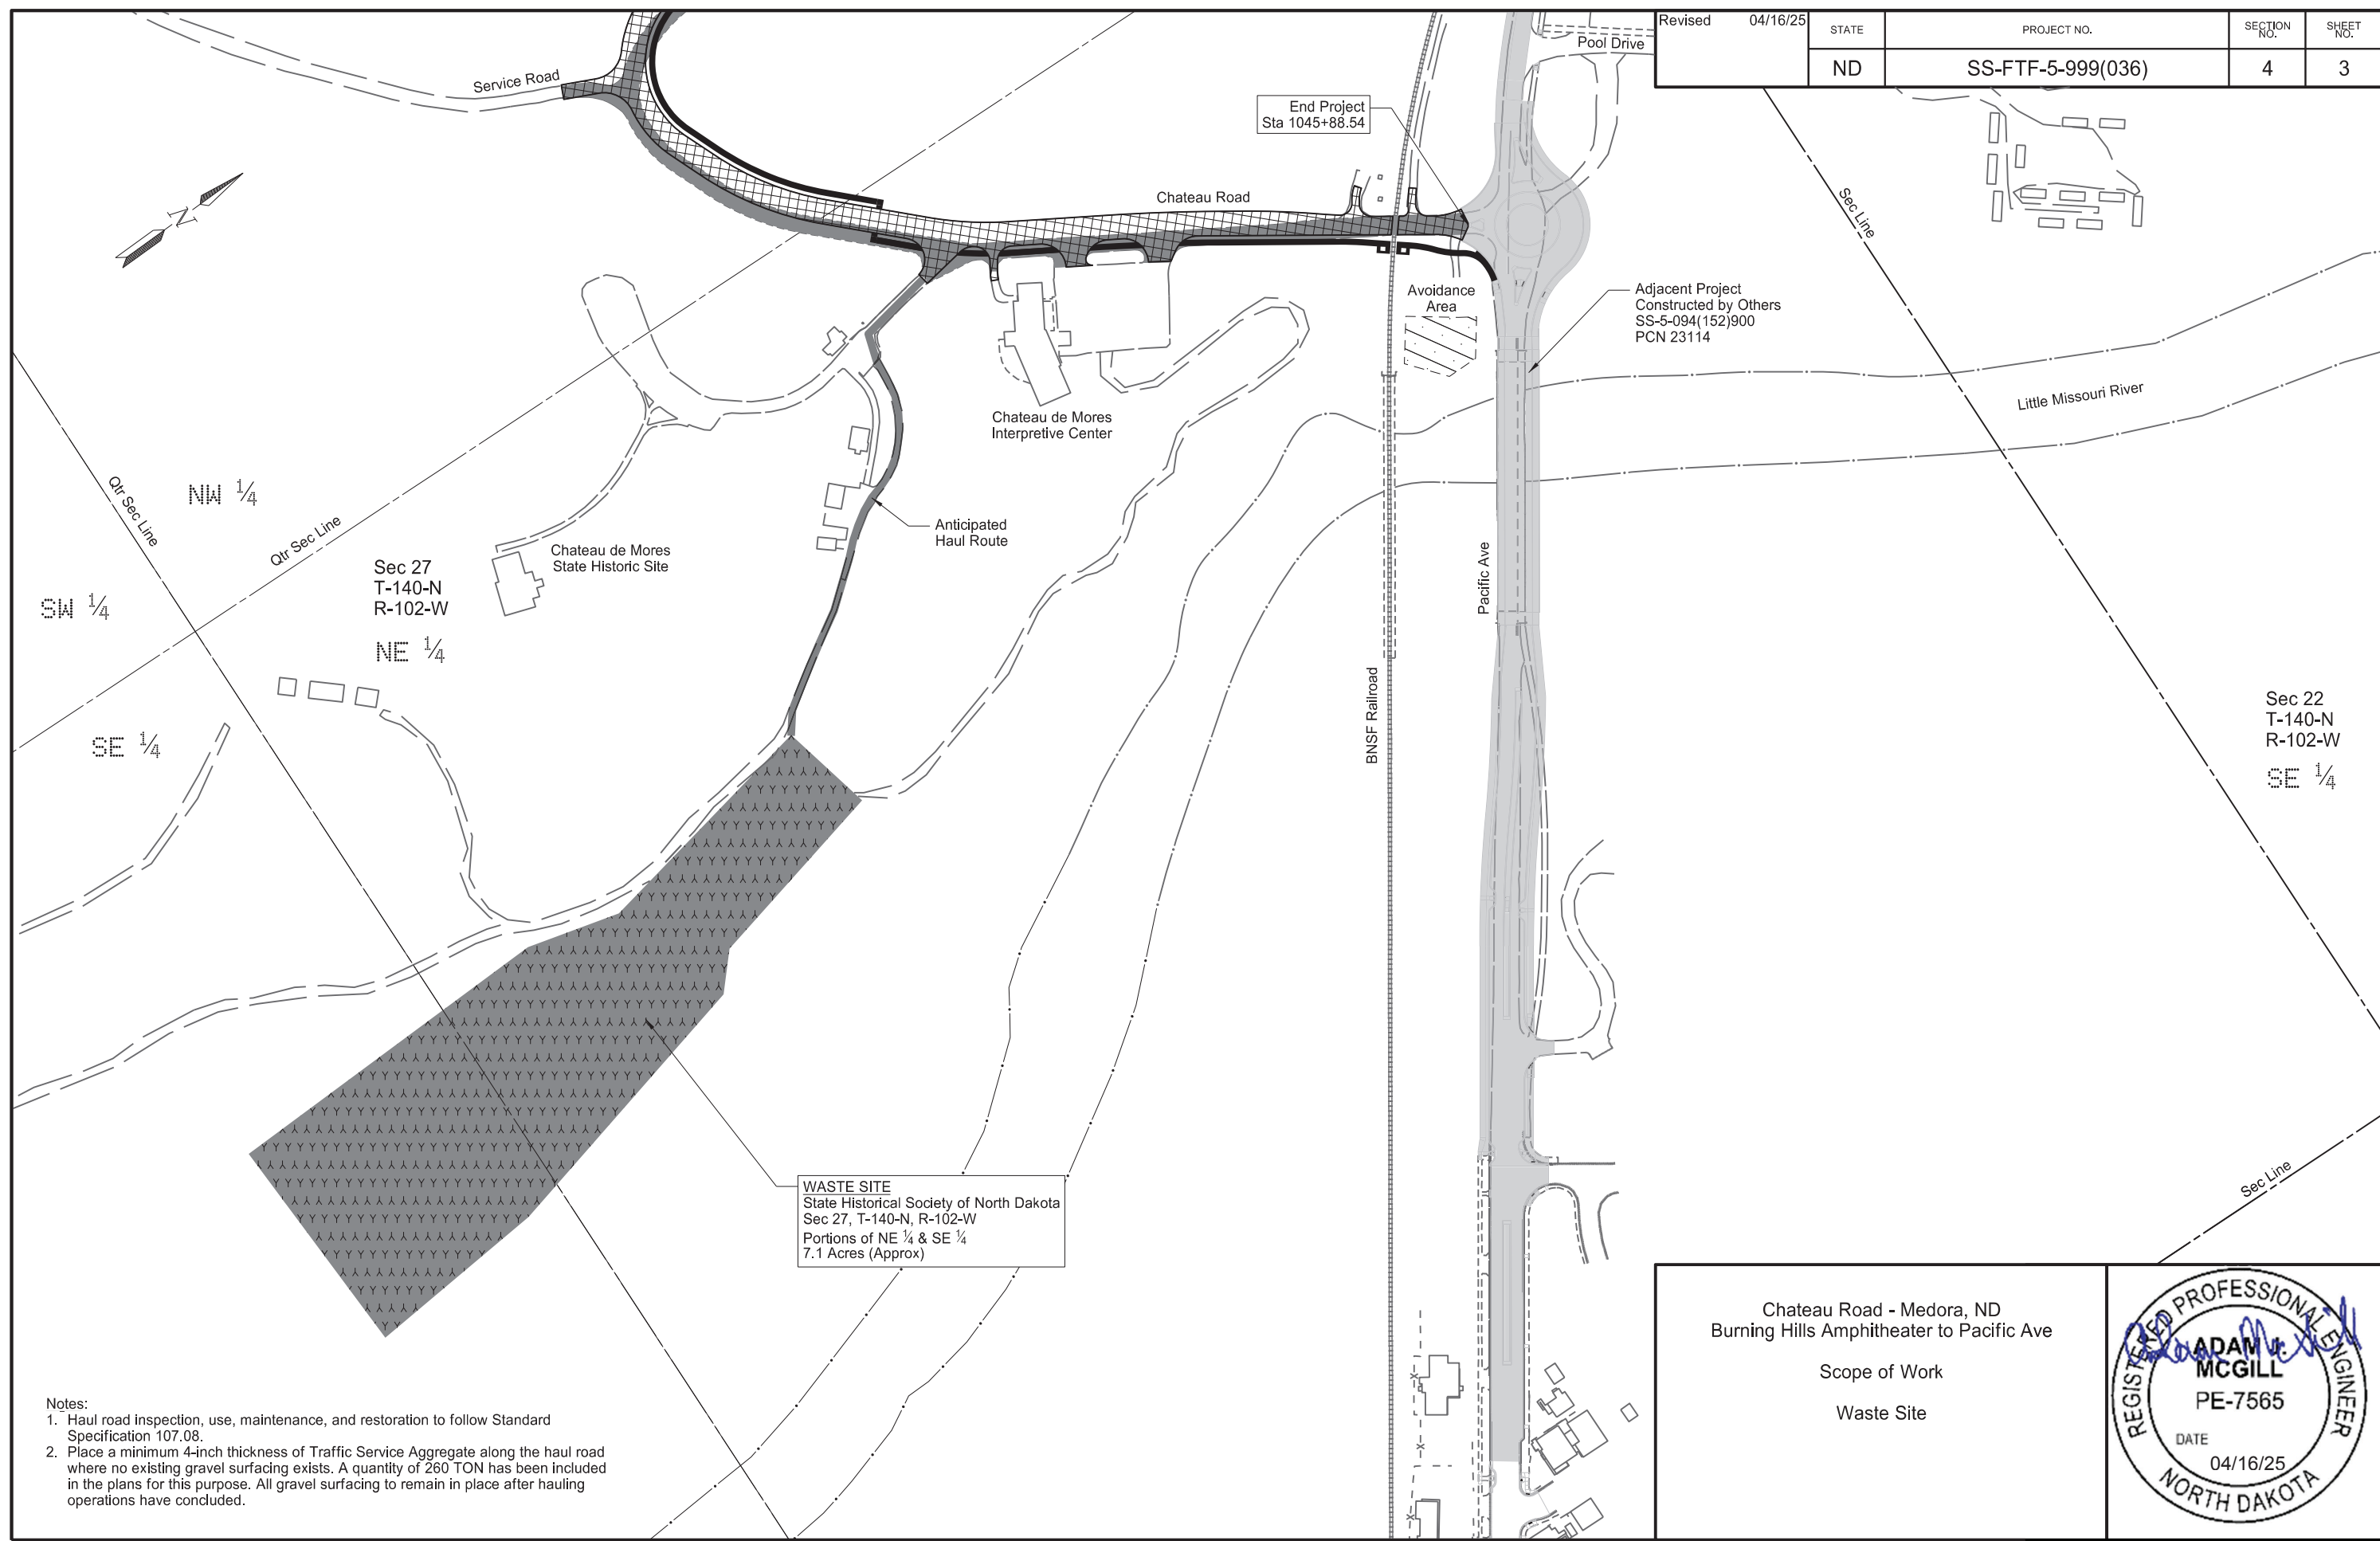 Revised 04/16/25
STATE
PROJECT NO.
SECTION
NO.
SHEET
NO.
ND
SS-FTF-5-999(036)
4
3
Pool Drive
Service Road
End Project
Sta 1045+88.54
Chateau Road
Sec Line
N
Avoidance
Area
Adjacent Project
Constructed by Others
SS-5-094(152)900
PCN 23114
Little Missouri River
Chateau de Mores
Interpretive Center
Qtr Sec Line
NW 1/4
Qtr Sec Line
Anticipated
Haul Route
Chateau de Mores
State Historic Site
Sec 27
T-140-N
R-102-W
NE 1/4
SW 1/4
SE 1/4
Pacific Ave
BNSF Railroad
Sec 22
T-140-N
R-102-W
SE 1/4
Sec Line
WASTE SITE
State Historical Society of North Dakota
Sec 27, T-140-N, R-102-W
Portions of NE 1/4 & SE 1/4
7.1 Acres (Approx)
Notes:
1. Haul road inspection, use, maintenance, and restoration to follow Standard
Specification 107.08.
2. Place a minimum 4-inch thickness of Traffic Service Aggregate along the haul road
where no existing gravel surfacing exists. A quantity of 260 TON has been included
in the plans for this purpose. All gravel surfacing to remain in place after hauling
operations have concluded.
Chateau Road - Medora, ND
Burning Hills Amphitheater to Pacific Ave
Scope of Work
Waste Site
REGISTERED PROFESSIONAL ENGINEER
ADAM J.
MCGILL
PE-7565
DATE
04/16/25
NORTH DAKOTA